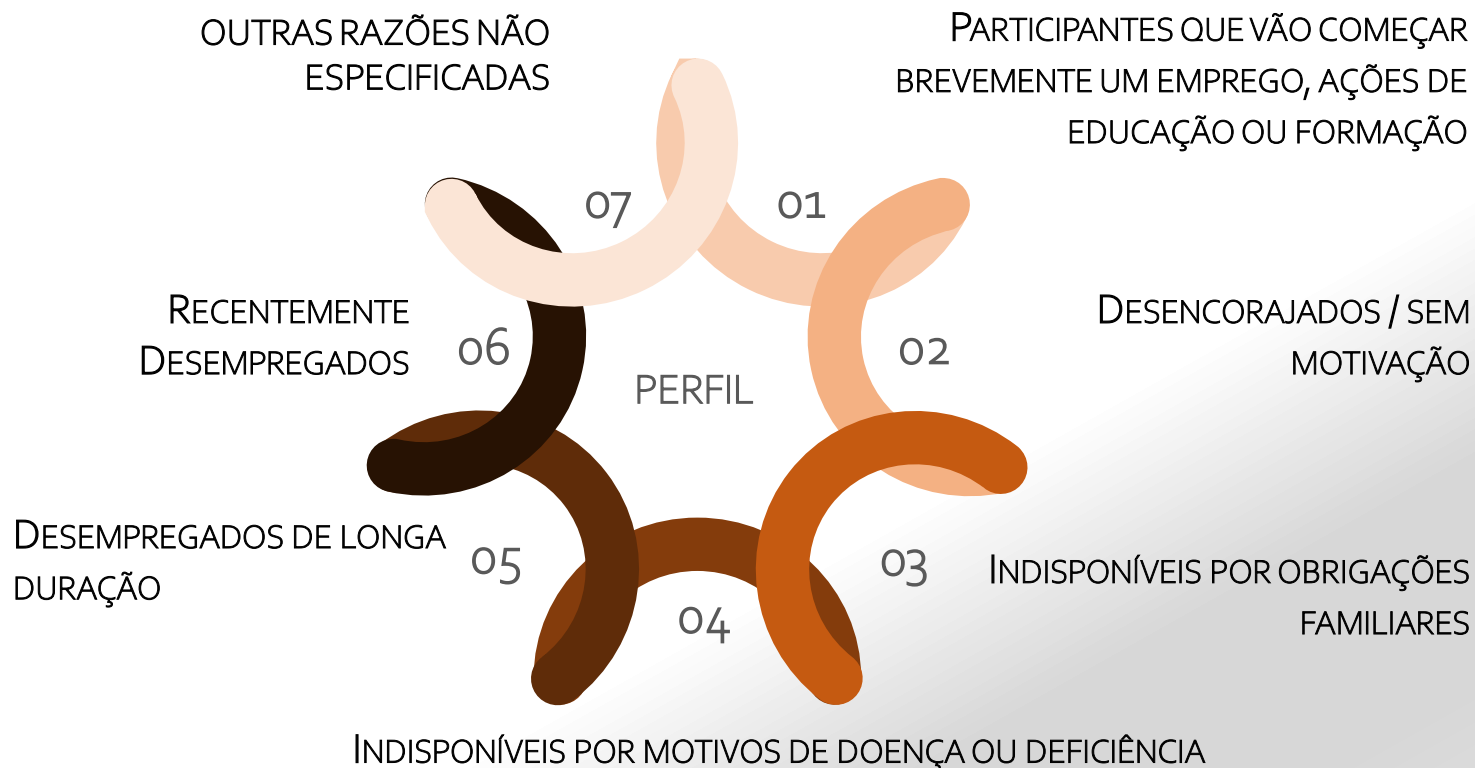 OUTRAS RAZÕES NÃO
ESPECIFICADAS
07
PARTICIPANTES QUE VÃO COMEÇAR
BREVEMENTE UM EMPREGO, AÇÕES DE
EDUCAÇÃO OU FORMAÇÃO
01
DESENCORAJADOS / SEM
MOTIVAÇÃO
02
INDISPONÍVEIS POR OBRIGAÇÕES
FAMILIARES
03
INDISPONÍVEIS POR MOTIVOS DE DOENÇA OU DEFICIÊNCIA
04
DESEMPREGADOS DE LONGA
DURAÇÃO
05
RECENTEMENTE
DESEMPREGADOS
06
PERFIL